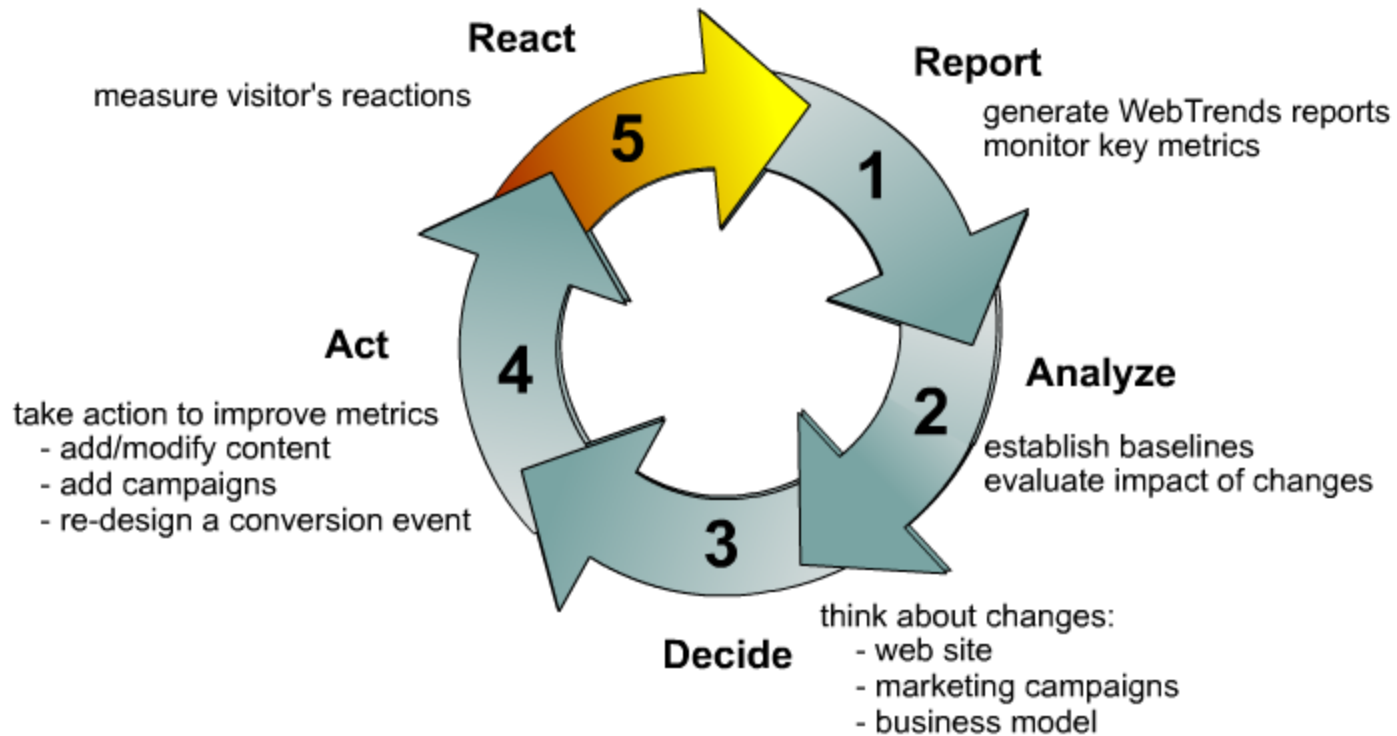 React
measure visitor's reactions
5
Report
generate WebTrends reports
monitor key metrics
1
Analyze
establish baselines
evaluate impact of changes
2
Decide
think about changes:
- web site
- marketing campaigns
- business model
3
Act
take action to improve metrics
- add/modify content
- add campaigns
- re-design a conversion event
4